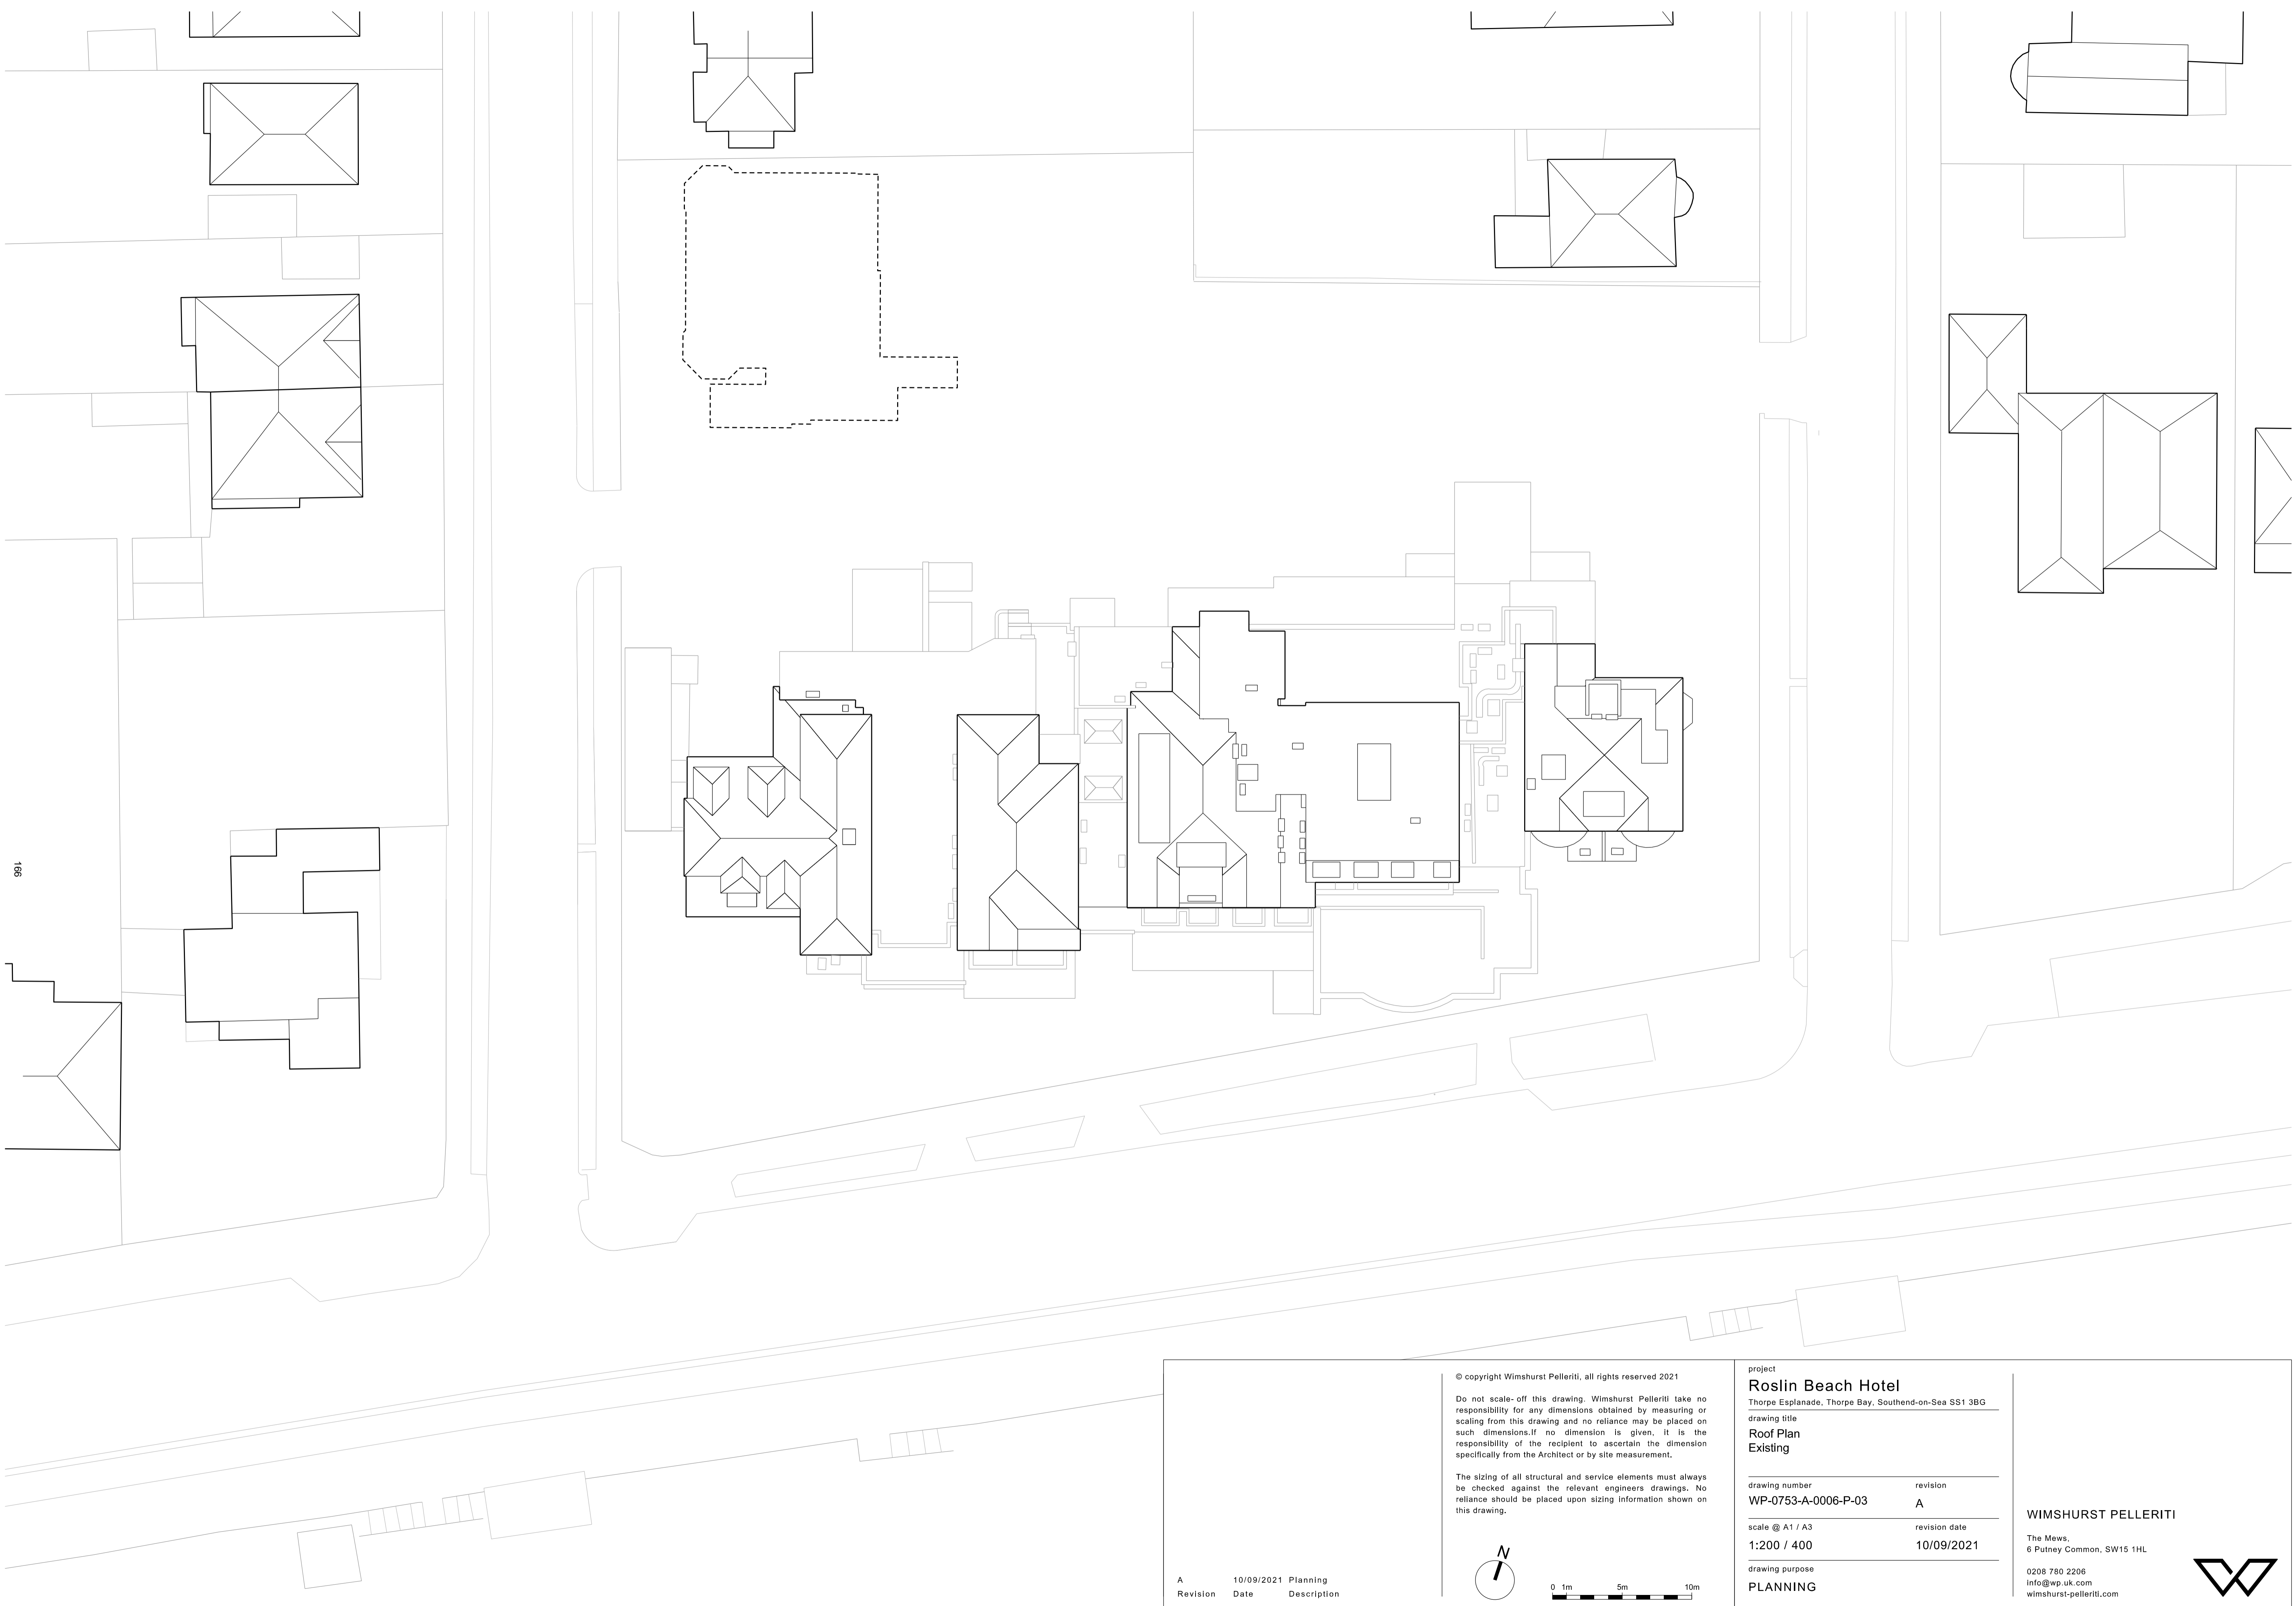 166
© copyright Wimshurst Pelleriti, all rights reserved 2021
Do not scale- off this drawing. Wimshurst Pelleriti take no
responsibility for any dimensions obtained by measuring or
scaling from this drawing and no reliance may be placed on
such dimensions.If no dimension is given, it is the
responsibility of the recipient to ascertain the dimension
specifically from the Architect or by site measurement.
The sizing of all structural and service elements must always
be checked against the relevant engineers drawings. No
reliance should be placed upon sizing information shown on
this drawing.
N
0 1m 5m 10m
A 10/09/2021 Planning
Revision Date Description
project
Roslin Beach Hotel
Thorpe Esplanade, Thorpe Bay, Southend-on-Sea SS1 3BG
drawing title
Roof Plan
Existing
drawing number revision
WP-0753-A-0006-P-03 A
scale @ A1 / A3 revision date
1:200 / 400 10/09/2021
drawing purpose
PLANNING
WIMSHURST PELLERITI
The Mews,
6 Putney Common, SW15 1HL
0208 780 2206
info@wp.uk.com
wimshurst-pelleriti.com